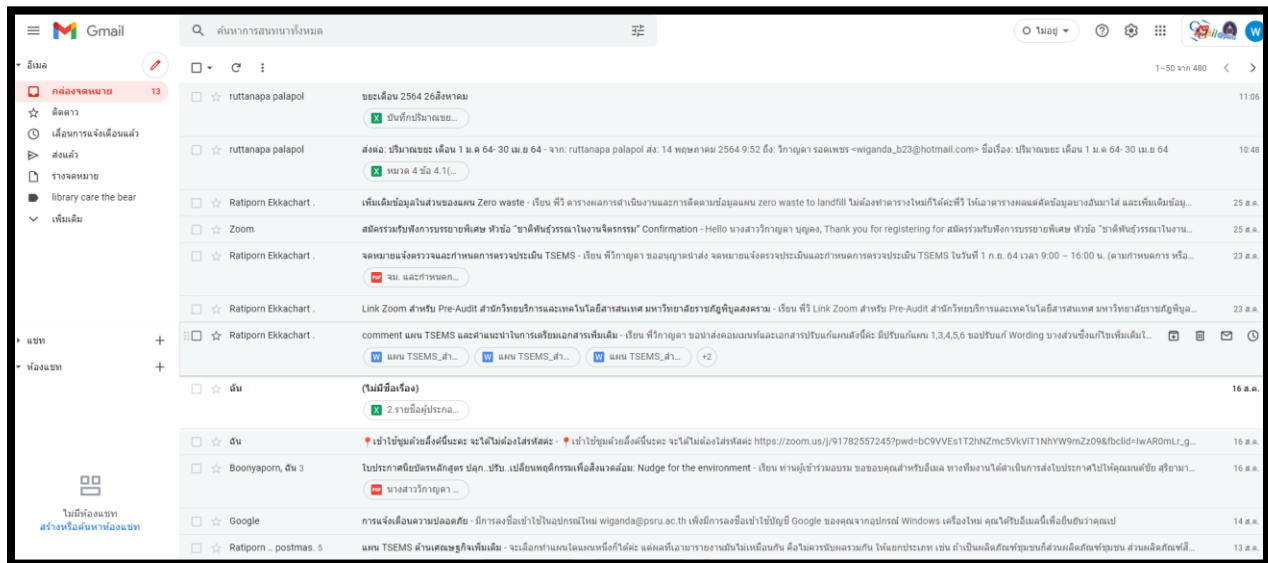 Gmail
ค้นหาการสนทนาทั้งหมด
ไม่อยู่
W
อีเมล
1–50 จาก 480
กล่องจดหมาย 13
ติดดาว
เลื่อนการแจ้งเตือนแล้ว
ส่งแล้ว
ร่างจดหมาย
library care the bear
เพิ่มเติม
แชท
ห้องแชท
ไม่มีห้องแชท
สร้างหรือค้นหาห้องแชท
ruttanapa palapol ขยะเดือน 2564 26สิงหาคม 11:06
บันทึกปริมาณขย...
ruttanapa palapol ส่งต่อ: ปริมาณขยะ เดือน 1 ม.ค 64- 30 เม.ย 64 - จาก: ruttanapa palapol ส่ง: 14 พฤษภาคม 2564 9:52 ถึง: วิกาญดา รอดเพชร <wiganda_b23@hotmail.com> ชื่อเรื่อง: ปริมาณขยะ เดือน 1 ม.ค 64- 30 เม.ย 64 10:48
หมวด 4 ข้อ 4.1(...
Ratiporn Ekkachart . เพิ่มเติมข้อมูลในส่วนของแผน Zero waste - เรียน พี่วิ ตารางผลการดำเนินงานและการติดตามข้อมูลแผน zero waste to landfill ไม่ต้องทำตารางใหม่ก็ได้ค่ะพี่วิ ให้เอาตารางผลแต่ตัดข้อมูลบางอันมาใส่ และเพิ่มเติมข้อมู... 25 ส.ค.
Zoom สมัครร่วมรับฟังการบรรยายพิเศษ หัวข้อ “ชาติพันธุ์วรรณาในงานจิตรกรรม” Confirmation - Hello นางสาววิกาญดา บุญคง, Thank you for registering for สมัครร่วมรับฟังการบรรยายพิเศษ หัวข้อ “ชาติพันธุ์วรรณาในงาน... 25 ส.ค.
Ratiporn Ekkachart . จดหมายแจ้งตรวจและกำหนดการตรวจประเมิน TSEMS - เรียน พี่วิกาญดา ขออนุญาตนำส่ง จดหมายแจ้งตรวจประเมินและกำหนดการตรวจประเมิน TSEMS ในวันที่ 1 ก.ย. 64 เวลา 9:00 – 16:00 น. (ตามกำหนดการ หรือ... 23 ส.ค.
จม. และกำหนดก...
Ratiporn Ekkachart . Link Zoom สำหรับ Pre-Audit สำนักวิทยบริการและเทคโนโลยีสารสนเทศ มหาวิทยาลัยราชภัฏพิบูลสงคราม - เรียน พี่วิ Link Zoom สำหรับ Pre-Audit สำนักวิทยบริการและเทคโนโลยีสารสนเทศ มหาวิทยาลัยราชภัฏพิบุล... 23 ส.ค.
Ratiporn Ekkachart . comment แผน TSEMS และคำแนะนำในการเตรียมเอกสารเพิ่มเติม - เรียน พี่วิกาญดา ขอนำส่งคอมเมนท์และเอกสารปรับแก้แผนดังนี้ค่ะ มีปรับแก้แผน 1,3,4,5,6 ขอปรับแก้ Wording บางส่วนซึ่งแก้ไขเพิ่มเติมใ...
แผน TSEMS_สำ... แผน TSEMS_สำ... แผน TSEMS_สำ... +2
ฉัน (ไม่มีชื่อเรื่อง) 16 ส.ค.
2.รายชื่อผู้ประกอ...
ฉัน เข้าใช้ซูมด้วยลิ้งค์นี้นะคะ จะได้ไม่ต้องใส่รหัสค่ะ - เข้าใช้ซูมด้วยลิ้งค์นี้นะคะ จะได้ไม่ต้องใส่รหัสค่ะ https://zoom.us/j/91782557245?pwd=bC9VVEs1T2hNZmc5VkViT1NhYW9mZz09&fbclid=IwAR0mLr_g... 16 ส.ค.
Boonyaporn, ฉัน 3 ใบประกาศนียบัตรหลักสูตร ปลุก..ปรับ..เปลี่ยนพฤติกรรมเพื่อสิ่งแวดล้อม: Nudge for the environment - เรียน ท่านผู้เข้าร่วมอบรม ขอขอบคุณสำหรับอีเมล ทางทีมงานได้ดำเนินการส่งใบประกาศไปให้คุณมนต์ชัย สุริยามา... 16 ส.ค.
นางสาววิกาญดา ...
Google การแจ้งเตือนความปลอดภัย - มีการลงชื่อเข้าใช้ในอุปกรณ์ใหม่ wiganda@psru.ac.th เพิ่งมีการลงชื่อเข้าใช้บัญชี Google ของคุณจากอุปกรณ์ Windows เครื่องใหม่ คุณได้รับอีเมลนี้เพื่อยืนยันว่าคุณเป 14 ส.ค.
Ratiporn .. postmas. 5 แผน TSEMS ด้านเศรษฐกิจเพิ่มเติม - จะเลือกทำแผนใดแผนหนึ่งก็ได้ค่ะ แต่ผลที่เอามารายงานมันไม่เหมือนกัน คือไม่ควรนับผลรวมกัน ให้แยกประเภท เช่น ถ้าเป็นผลิตภัณฑ์ชุมชนก็ส่วนผลิตภัณฑ์ชุมชน ส่วนผลิตภัณฑ์สี... 13 ส.ค.